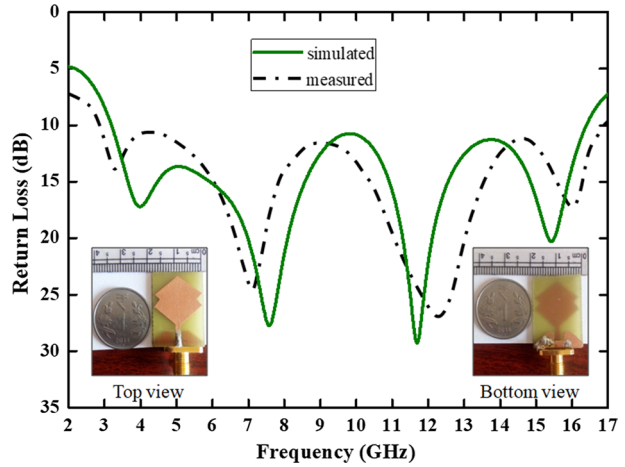 0
5
10
15
20
25
30
35
Return Loss (dB)
simulated
measured
Top view
Bottom view
2 3 4 5 6 7 8 9 10 11 12 13 14 15 16 17
Frequency (GHz)